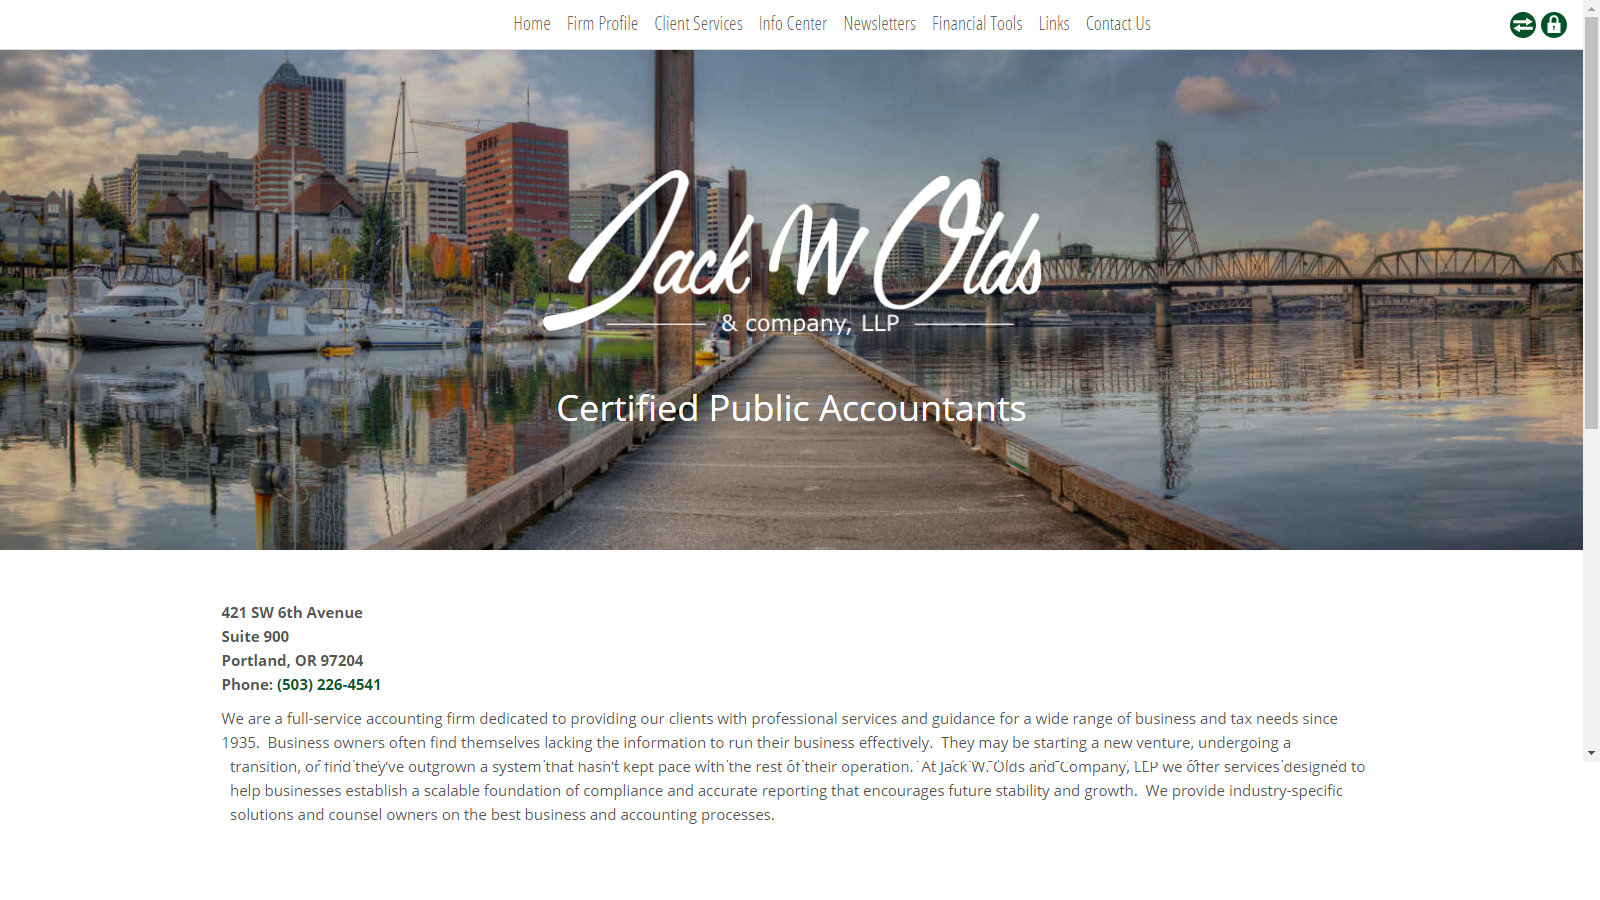 Home Firm Profile Client Services Info Center Newsletters Financial Tools Links Contact Us
Jack W Olds
& company, LLP
Certified Public Accountants
421 SW 6th Avenue
Suite 900
Portland, OR 97204
Phone: (503) 226-4541
We are a full-service accounting firm dedicated to providing our clients with professional services and guidance for a wide range of business and tax needs since
1935. Business owners often find themselves lacking the information to run their business effectively. They may be starting a new venture, undergoing a
transition, or find they've outgrown a system that hasn't kept pace with the rest of their operation. At Jack W. Olds and Company, LLP we offer services designed to
help businesses establish a scalable foundation of compliance and accurate reporting that encourages future stability and growth. We provide industry-specific
solutions and counsel owners on the best business and accounting processes.